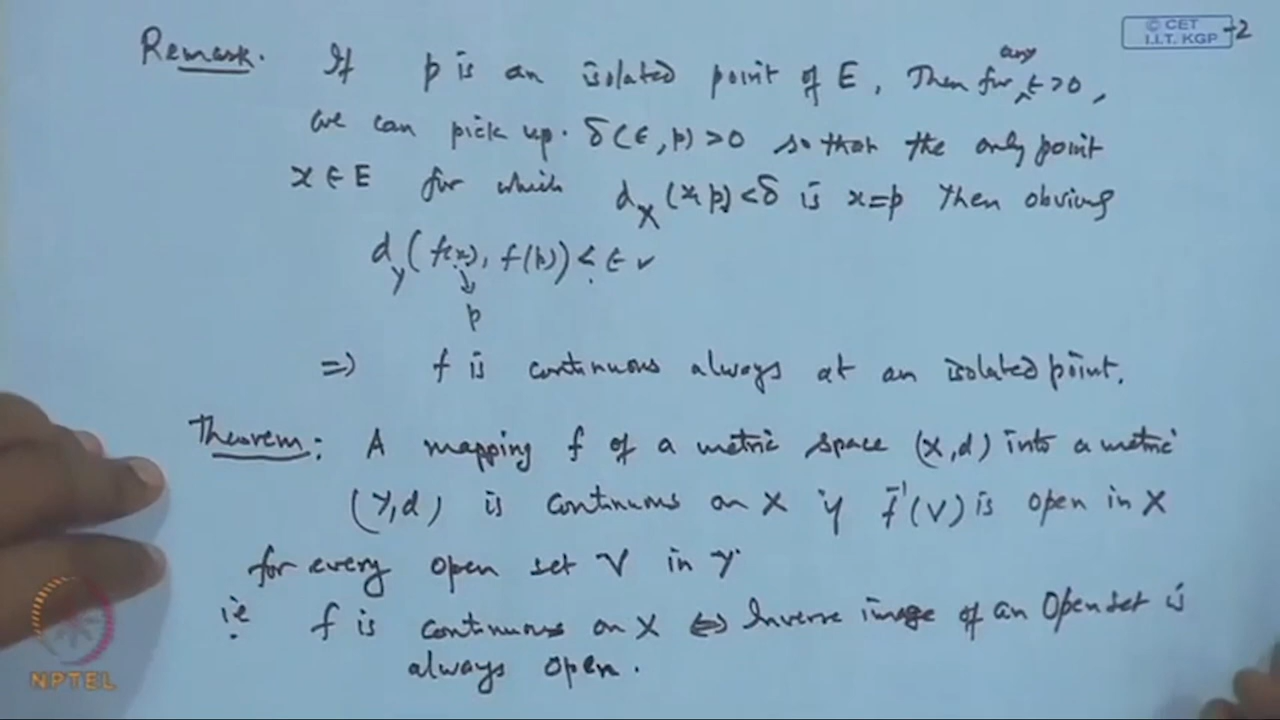 © CET
I.I.T. KGP -2
Remark. If p is an isolated point of E, Then for any ε>0,
we can pick up. δ(ε,p)>0 so that the only point
x ∈ E for which d_X(x,p)<δ is x=p Then obviug
d_Y(f(x), f(p)) < ε ✓
↓
p
=> f is continuous always at an isolated point.
Theorem: A mapping f of a metric space (X,d) into a metric
(Y,d) is continuous on X if f⁻¹(V) is open in X
for every open set V in Y
i.e f is continuous on X <=> Inverse image of an Open set is
always open.
NPTEL